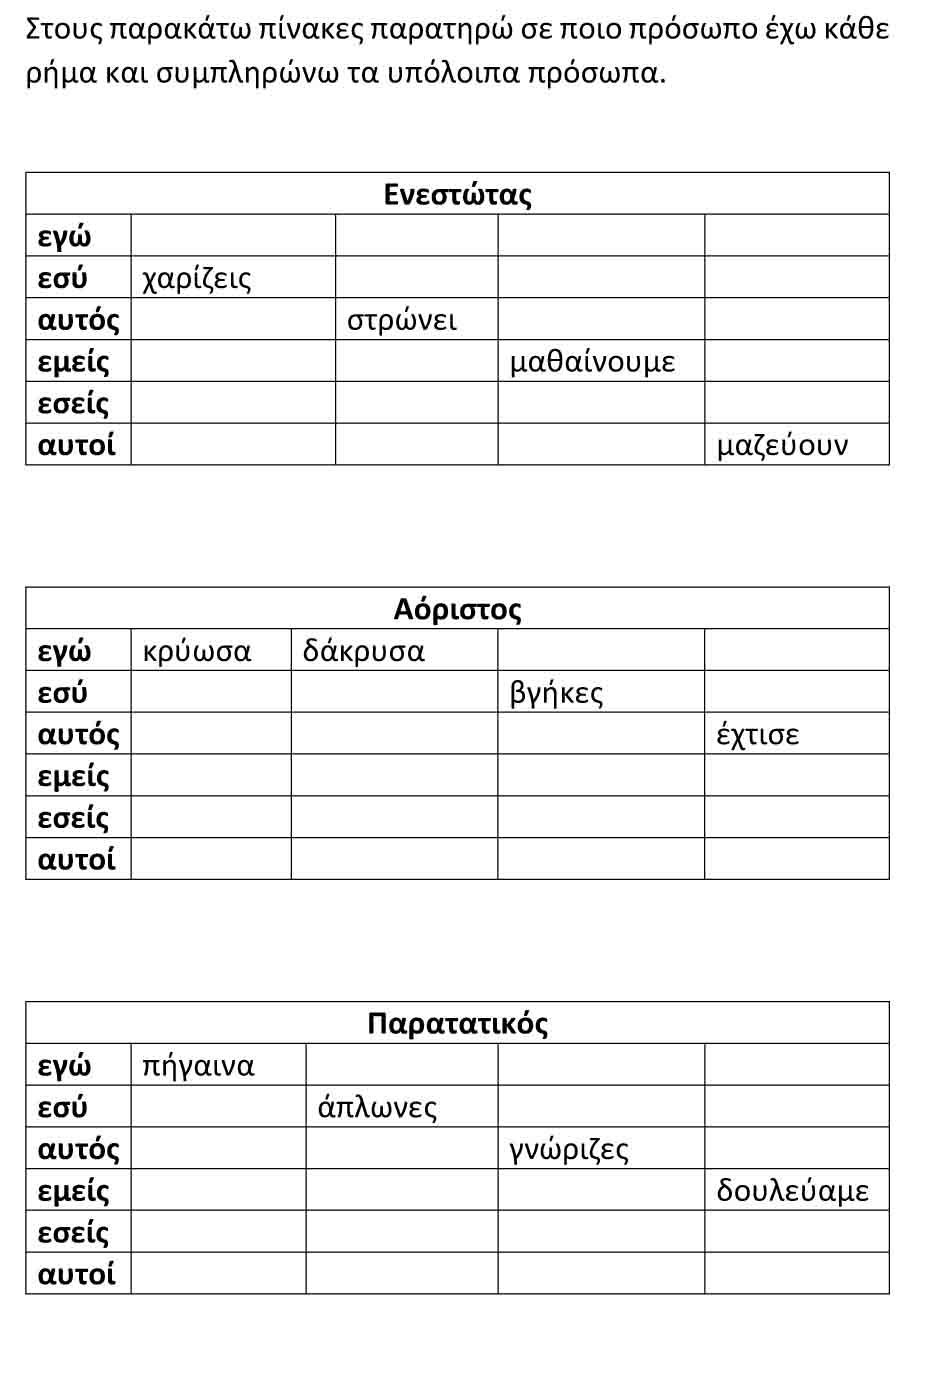 Στους παρακάτω πίνακες παρατηρώ σε ποιο πρόσωπο έχω κάθε
ρήμα και συμπληρώνω τα υπόλοιπα πρόσωπα.
Ενεστώτας
εγώ
εσύ χαρίζεις
αυτός στρώνει
εμείς μαθαίνουμε
εσείς
αυτοί μαζεύουν
Αόριστος
εγώ κρύωσα δάκρυσα
εσύ βγήκες
αυτός έχτισε
εμείς
εσείς
αυτοί
Παρατατικός
εγώ πήγαινα
εσύ άπλωνες
αυτός γνώριζες
εμείς δουλεύαμε
εσείς
αυτοί